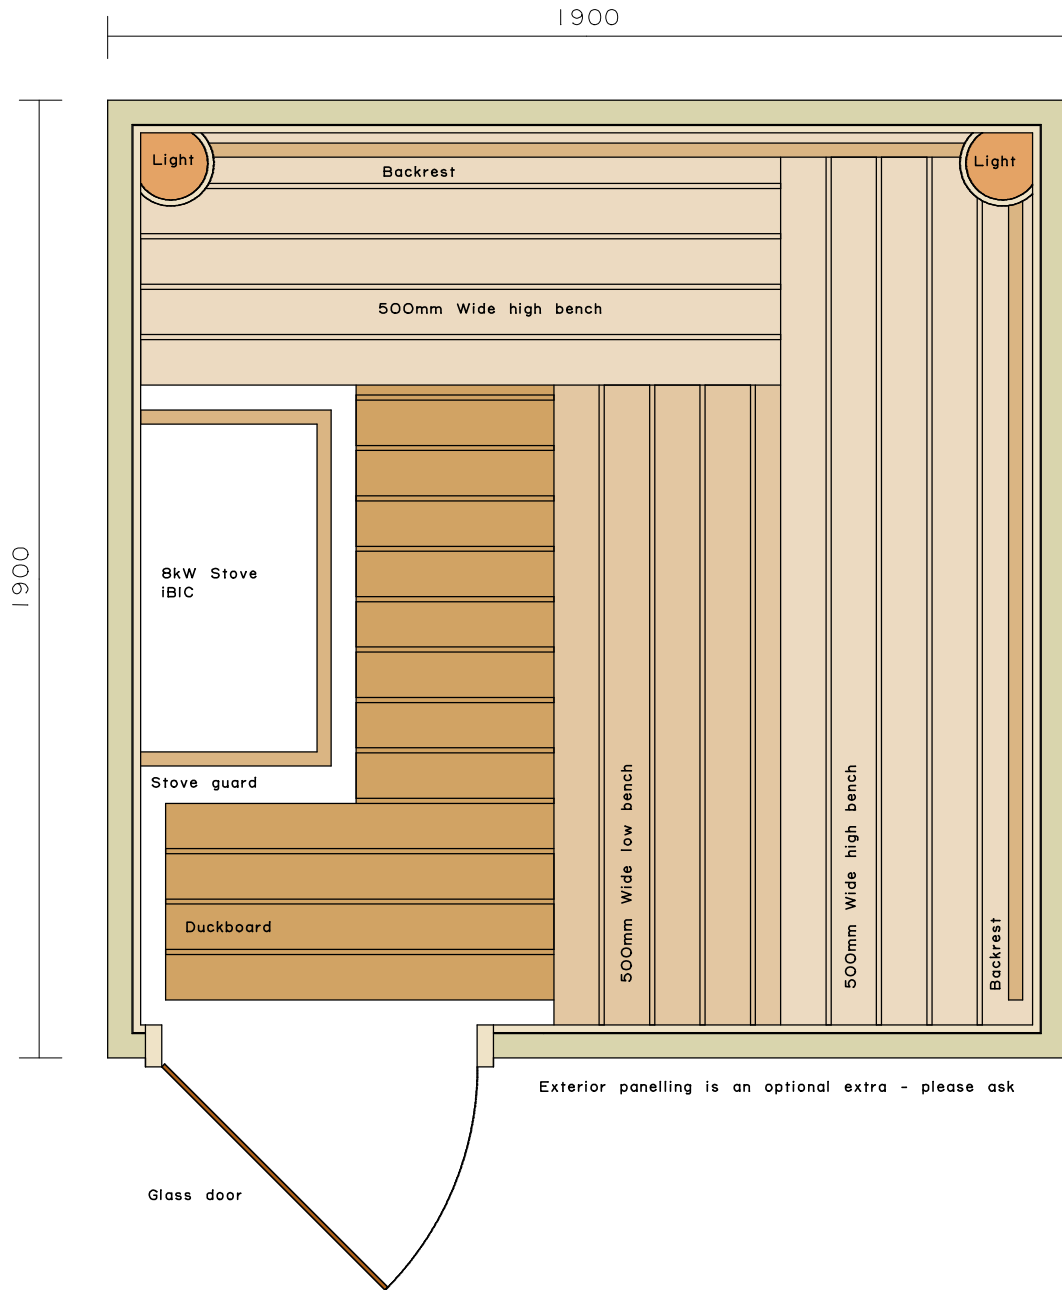 1900
Light
Light
Backrest
500mm Wide high bench
1900
8kW Stove
iBIC
Stove guard
500mm Wide low bench
500mm Wide high bench
Backrest
Duckboard
Exterior panelling is an optional extra - please ask
Glass door